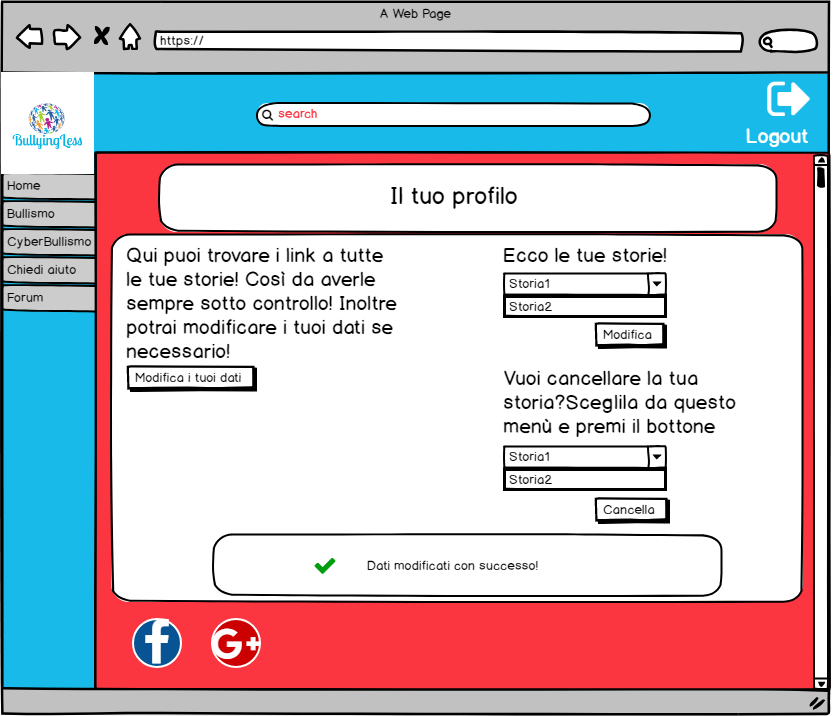 A Web Page
https://
search
Logout
BullyingLess
Home
Bullismo
CyberBullismo
Chiedi aiuto
Forum
Il tuo profilo
Qui puoi trovare i link a tutte
le tue storie! Così da averle
sempre sotto controllo! Inoltre
potrai modificare i tuoi dati se
necessario!
Modifica i tuoi dati
Ecco le tue storie!
Storia1
Storia2
Modifica
Vuoi cancellare la tua
storia?Sceglila da questo
menù e premi il bottone
Storia1
Storia2
Cancella
Dati modificati con successo!
f
G+